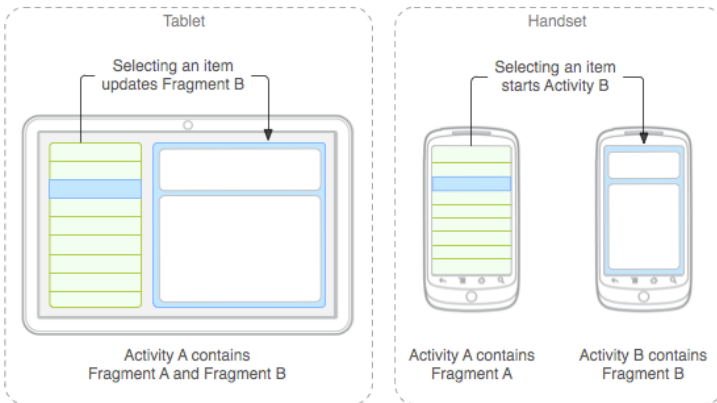 Tablet
Selecting an item
updates Fragment B
Activity A contains
Fragment A and Fragment B
Handset
Selecting an item
starts Activity B
Activity A contains
Fragment A
Activity B contains
Fragment B